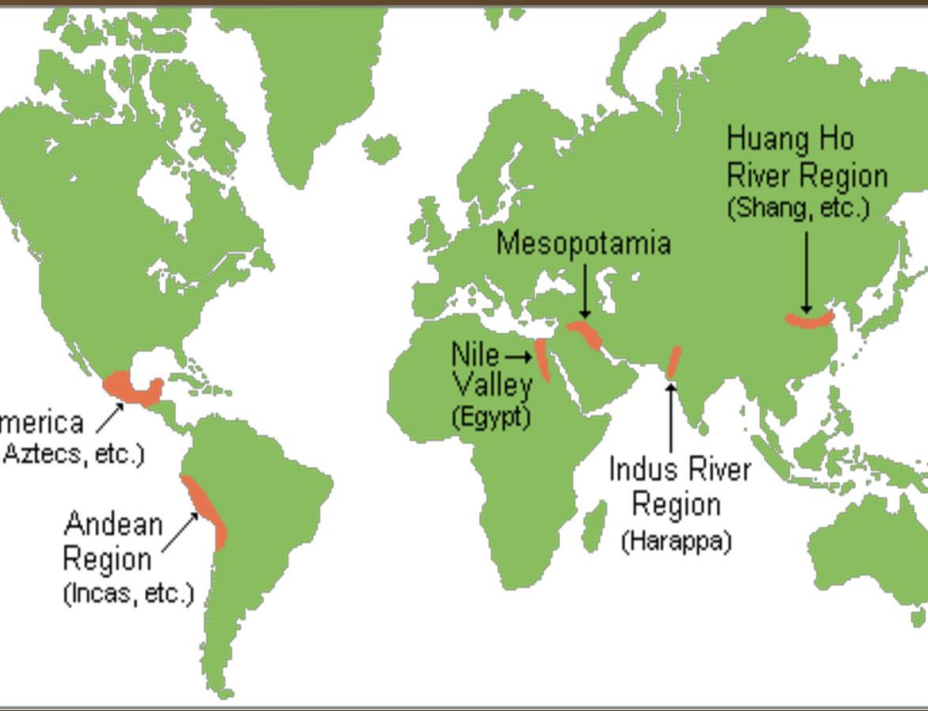 Huang Ho
River Region
(Shang, etc.)
Mesopotamia
Nile
Valley
(Egypt)
merica
Aztecs, etc.)
Indus River
Region
(Harappa)
Andean
Region
(Incas, etc.)